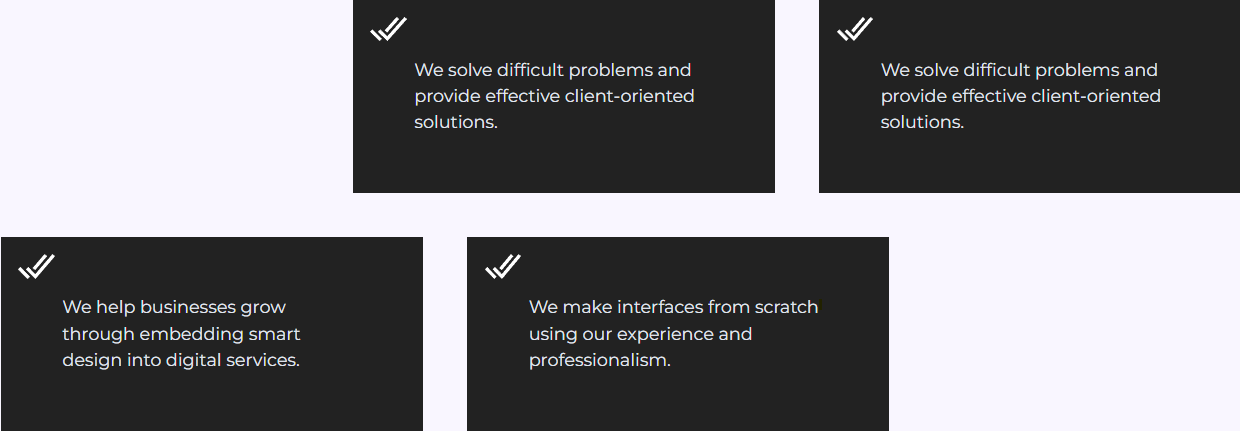 We solve difficult problems and
provide effective client-oriented
solutions.
We solve difficult problems and
provide effective client-oriented
solutions.
We help businesses grow
through embedding smart
design into digital services.
We make interfaces from scratch
using our experience and
professionalism.